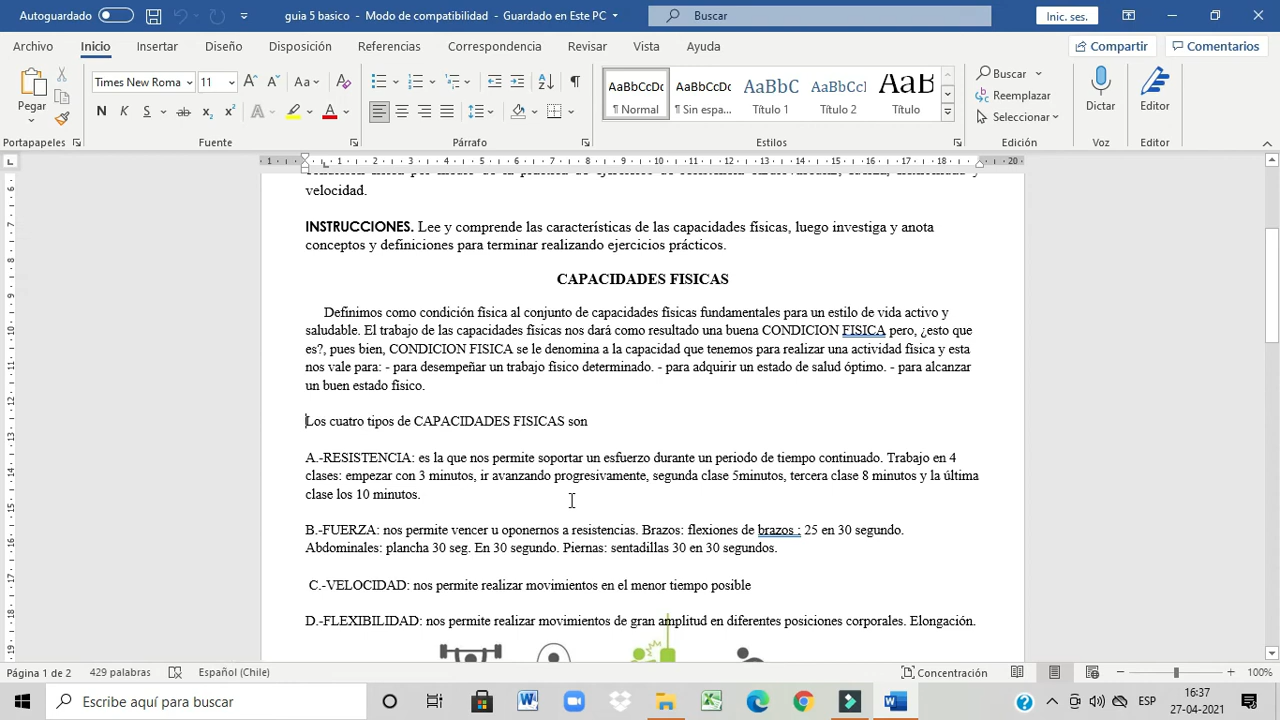 Autoguardado
guia 5 basico - Modo de compatibilidad - Guardado en Este PC
Buscar
Inic. ses.
Archivo Inicio Insertar Diseño Disposición Referencias Correspondencia Revisar Vista Ayuda
Compartir Comentarios
Times New Roma 11
AaBbCcDc AaBbCcDc AaBbC AaBbCcI AaB
Pegar
¶ Normal ¶ Sin espa... Título 1 Título 2 Título
Buscar
Reemplazar
Seleccionar
Dictar Editor
Portapapeles Fuente Párrafo Estilos Edición Voz Editor
velocidad.
INSTRUCCIONES. Lee y comprende las características de las capacidades físicas, luego investiga y anota
conceptos y definiciones para terminar realizando ejercicios prácticos.
CAPACIDADES FISICAS
Definimos como condición física al conjunto de capacidades físicas fundamentales para un estilo de vida activo y
saludable. El trabajo de las capacidades físicas nos dará como resultado una buena CONDICION FISICA pero, ¿esto que
es?, pues bien, CONDICION FISICA se le denomina a la capacidad que tenemos para realizar una actividad física y esta
nos vale para: - para desempeñar un trabajo físico determinado. - para adquirir un estado de salud óptimo. - para alcanzar
un buen estado físico.
Los cuatro tipos de CAPACIDADES FISICAS son
A.-RESISTENCIA: es la que nos permite soportar un esfuerzo durante un periodo de tiempo continuado. Trabajo en 4
clases: empezar con 3 minutos, ir avanzando progresivamente, segunda clase 5minutos, tercera clase 8 minutos y la última
clase los 10 minutos.
B.-FUERZA: nos permite vencer u oponernos a resistencias. Brazos: flexiones de brazos ; 25 en 30 segundo.
Abdominales: plancha 30 seg. En 30 segundo. Piernas: sentadillas 30 en 30 segundos.
C.-VELOCIDAD: nos permite realizar movimientos en el menor tiempo posible
D.-FLEXIBILIDAD: nos permite realizar movimientos de gran amplitud en diferentes posiciones corporales. Elongación.
Página 1 de 2 429 palabras Español (Chile) Concentración 100%
Escribe aquí para buscar
ESP
16:37
27-04-2021